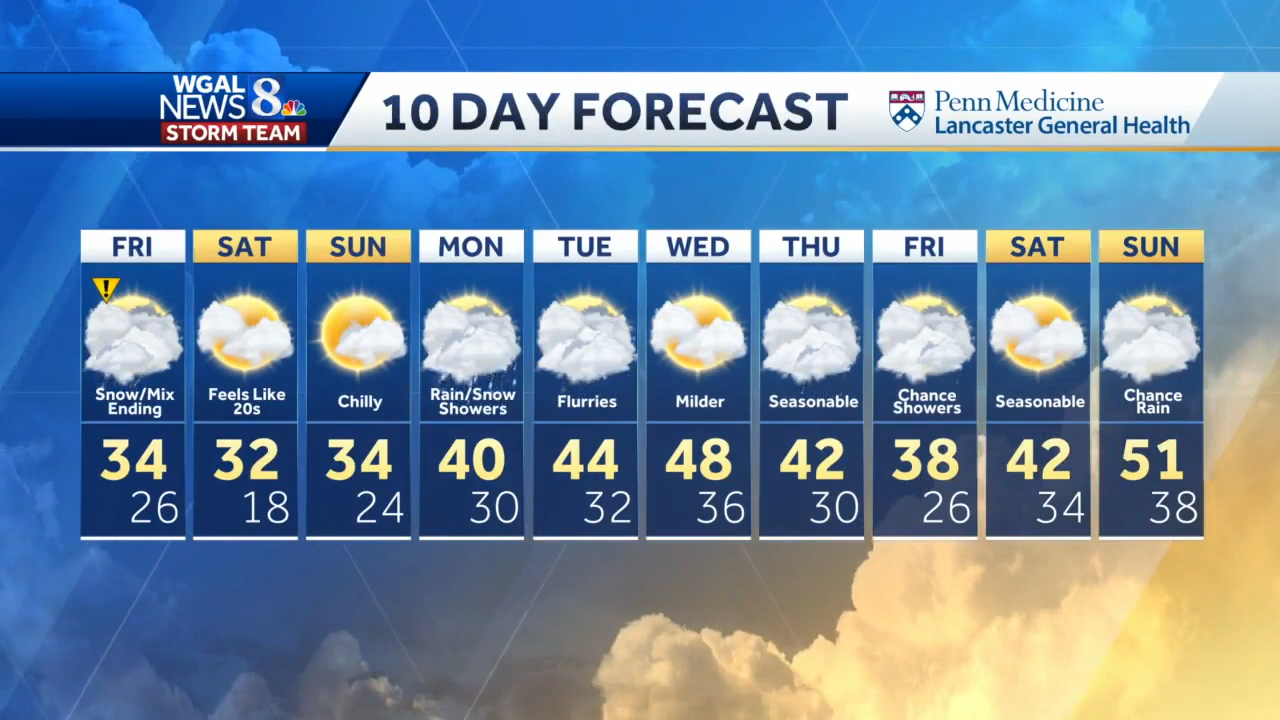 WGAL
NEWS 8
STORM TEAM
10 DAY FORECAST
Penn Medicine
Lancaster General Health
FRI
SAT
SUN
MON
TUE
WED
THU
FRI
SAT
SUN
!
Snow/Mix
Ending
Feels Like
20s
Chilly
Rain/Snow
Showers
Flurries
Milder
Seasonable
Chance
Showers
Seasonable
Chance
Rain
34
32
34
40
44
48
42
38
42
51
26
18
24
30
32
36
30
26
34
38